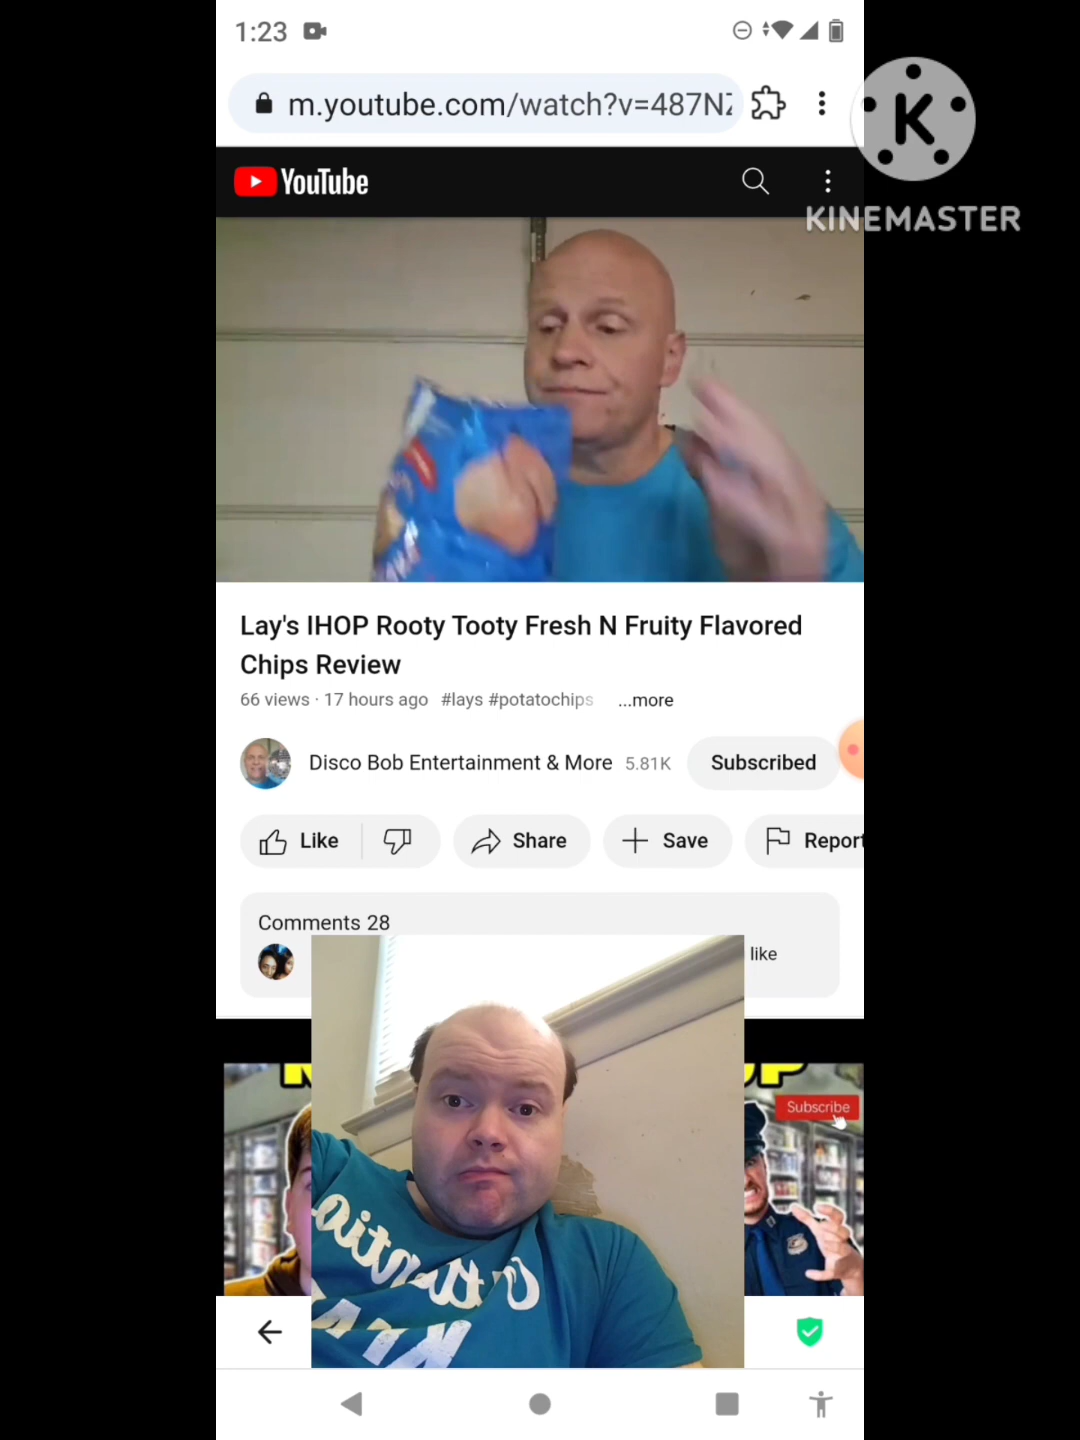 1:23
m.youtube.com/watch?v=487NZ
K
KINEMASTER
YouTube
Lay's IHOP Rooty Tooty Fresh N Fruity Flavored
Chips Review
66 views · 17 hours ago #lays #potatochips ...more
Disco Bob Entertainment & More 5.81K Subscribed
Like Share Save Report
Comments 28
like
Subscribe